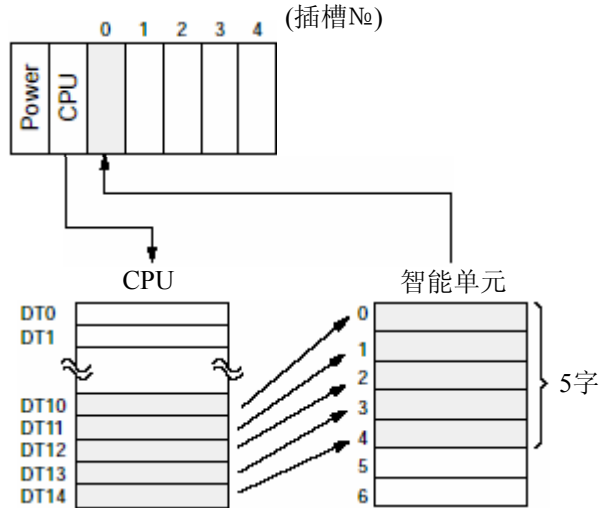 (插槽№)
0 1 2 3 4
Power CPU
CPU 智能单元
DT0
DT1
DT10
DT11
DT12
DT13
DT14
0
1
2
3
4
5
6
5字